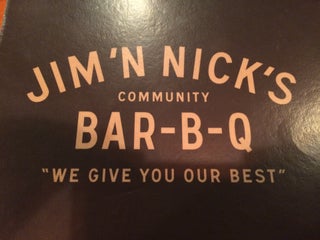 JIM'N NICK'S
COMMUNITY
BAR-B-Q
"WE GIVE YOU OUR BEST"